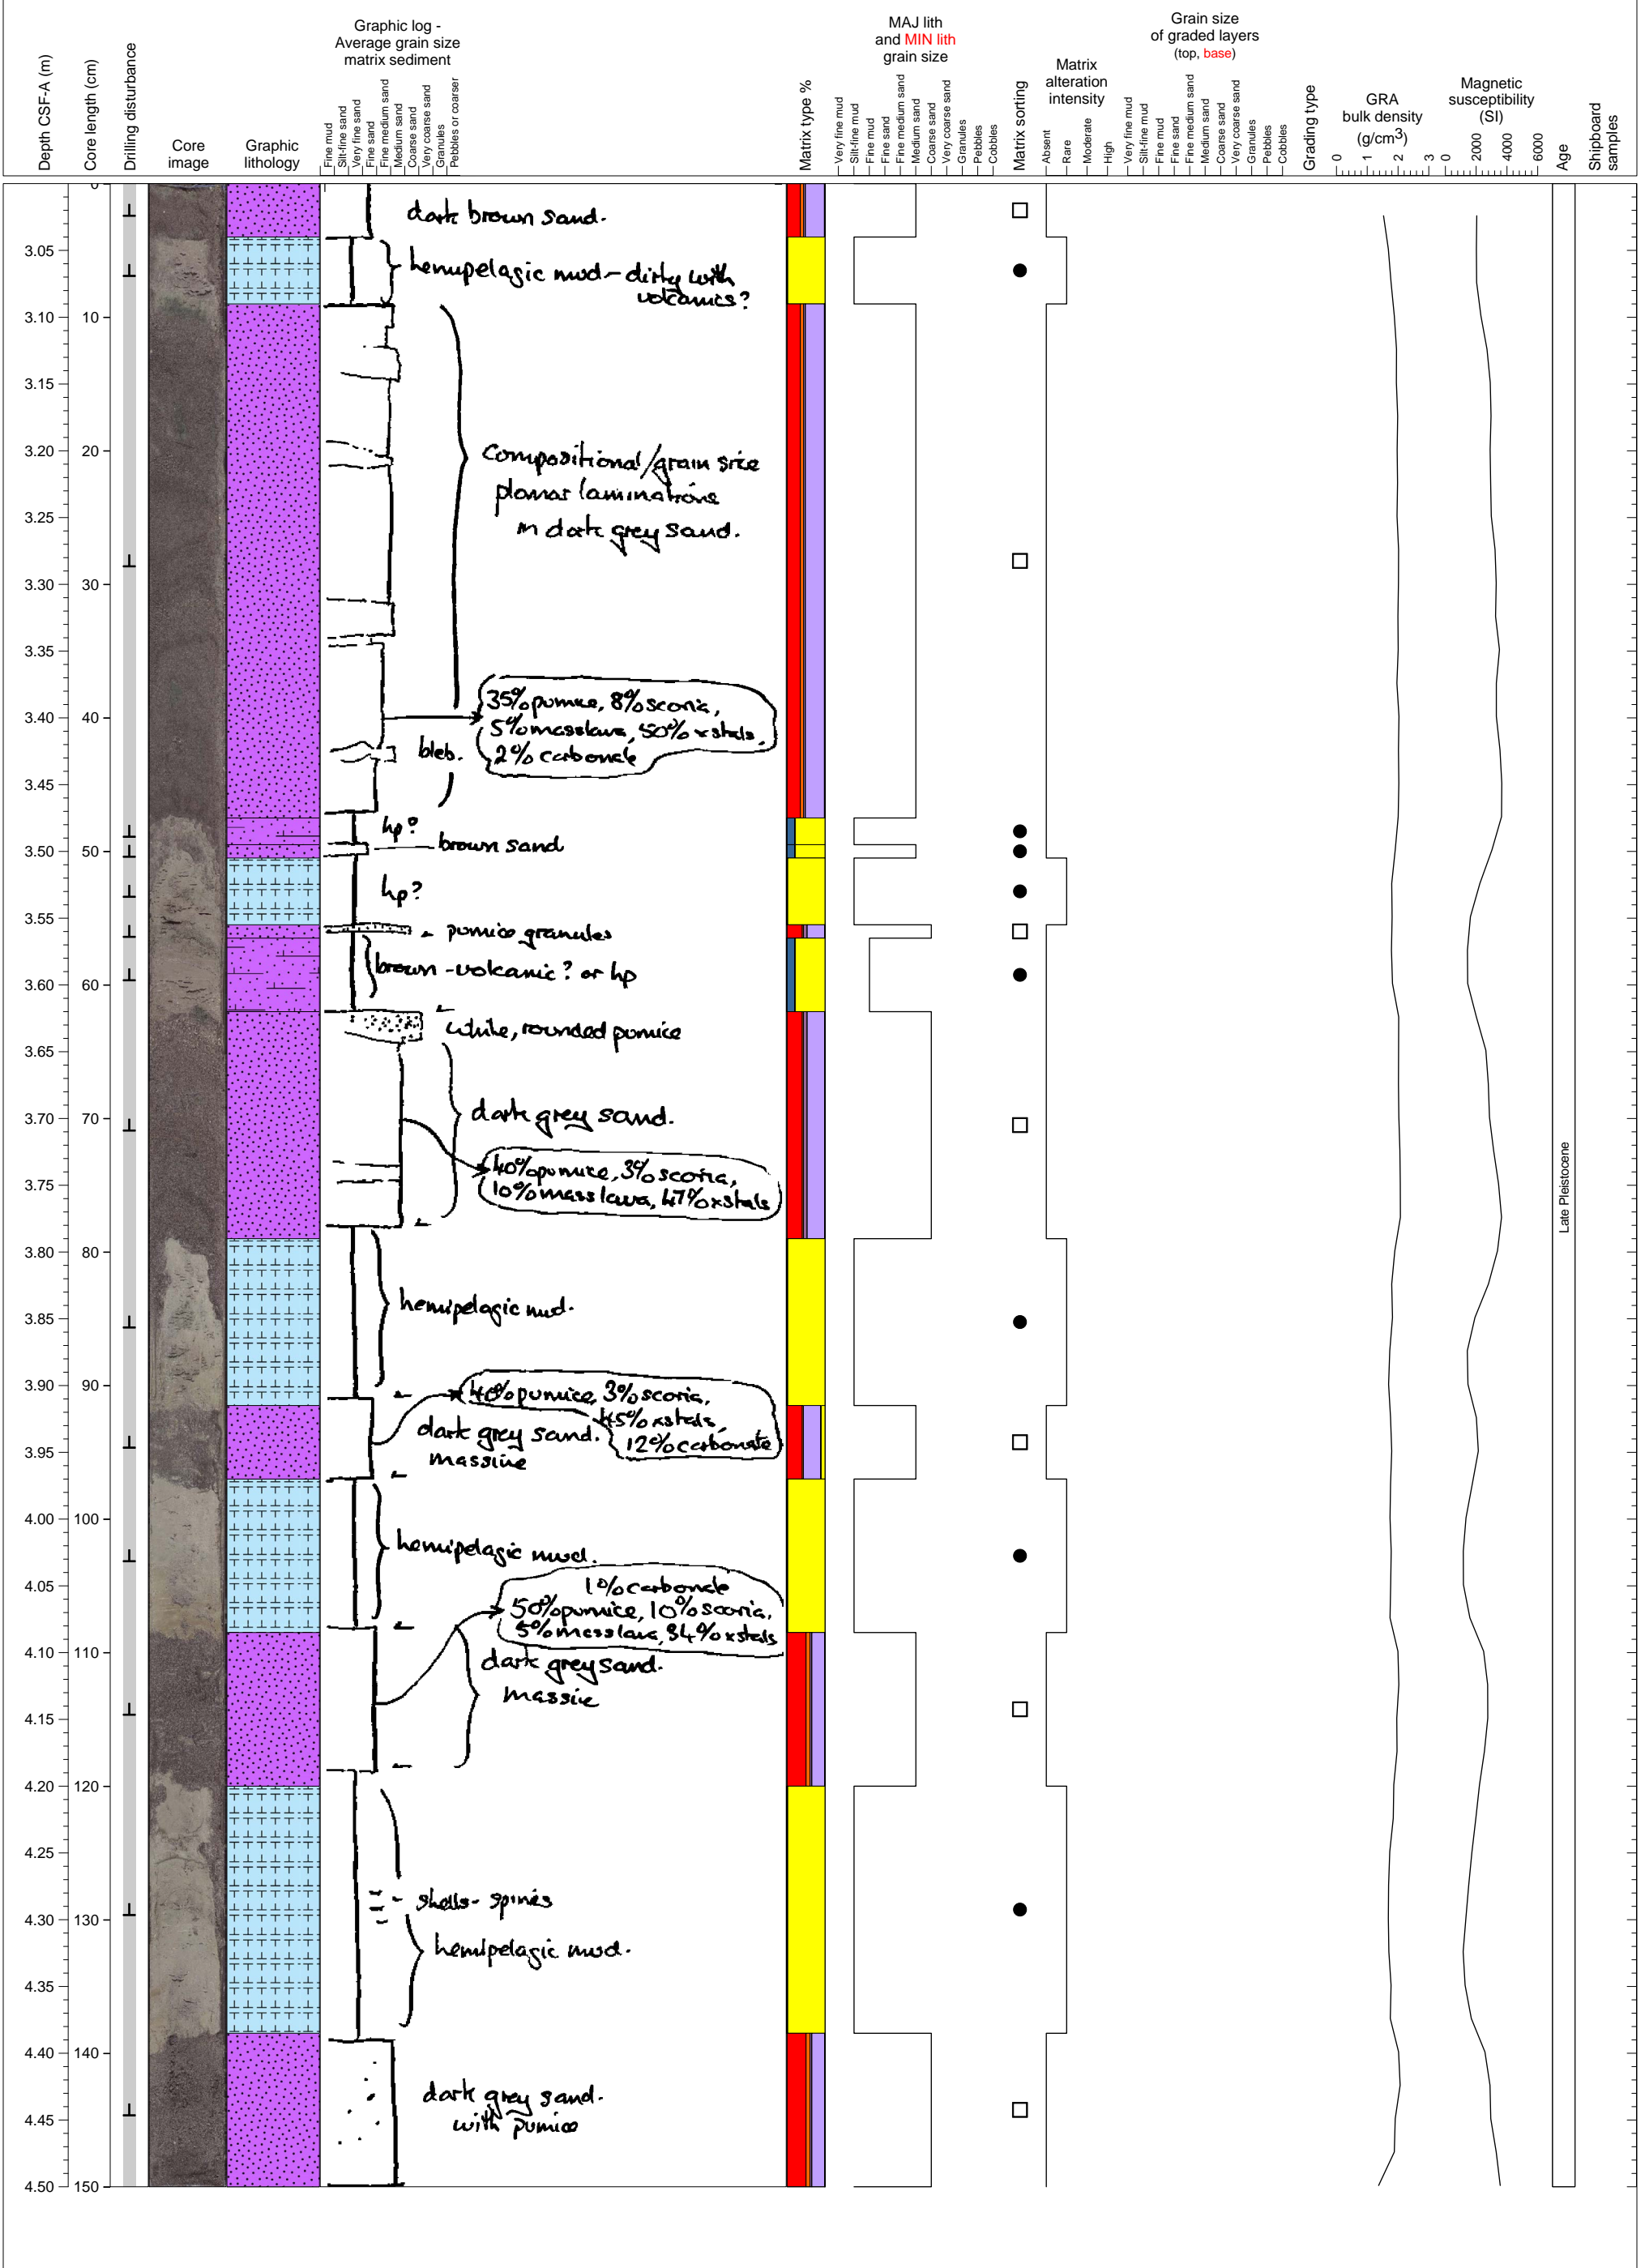 Depth CSF-A (m)
Core length (cm)
Drilling disturbance
Core
image
Graphic
lithology
Graphic log -
Average grain size
matrix sediment
Fine mud
Silt-fine sand
Very fine sand
Fine sand
Fine medium sand
Medium sand
Coarse sand
Very coarse sand
Granules
Pebbles or coarser
Matrix type %
MAJ lith
and MIN lith
grain size
Very fine mud
Silt-fine mud
Fine mud
Fine sand
Fine medium sand
Medium sand
Coarse sand
Very coarse sand
Granules
Pebbles
Cobbles
Matrix sorting
Matrix
alteration
intensity
Absent
Rare
Moderate
High
Grain size
of graded layers
(top, base)
Very fine mud
Silt-fine mud
Fine mud
Fine sand
Fine medium sand
Medium sand
Coarse sand
Very coarse sand
Granules
Pebbles
Cobbles
Grading type
GRA
bulk density
(g/cm3)
0 1 2 3
Magnetic
susceptibility
(SI)
0 2000 4000 6000
Age
Shipboard
samples
0
dark brown sand.
3.05
hemipelagic mud - dirty with
volcanics?
3.10 10
3.15
3.20 20
Compositional/grain size
planar laminations
in dark grey sand.
3.25
3.30 30
3.35
35% pumice, 8% scoria,
3.40 40
5% masslava, 50% xstals,
2% carbonate
bleb.
3.45
hp?
brown sand
3.50 50
hp?
3.55
pumice granules
brown - volcanic? or hp
3.60 60
white, rounded pumice
3.65
3.70 70
dark grey sand.
40% pumice, 3% scoria,
10% mass lava, 47% xstals
3.75
Late Pleistocene
3.80 80
hemipelagic mud.
3.85
3.90 90
40% pumice, 3% scoria,
45% xstals,
12% carbonate
dark grey sand.
massive
3.95
4.00 100
hemipelagic mud.
4.05
1% carbonate
50% pumice, 10% scoria,
5% masslava, 34% xstals
4.10 110
dark grey sand.
massive
4.15
4.20 120
4.25
shells - spines
4.30 130
hemipelagic mud.
4.35
4.40 140
dark grey sand.
with pumice
4.45
4.50 150